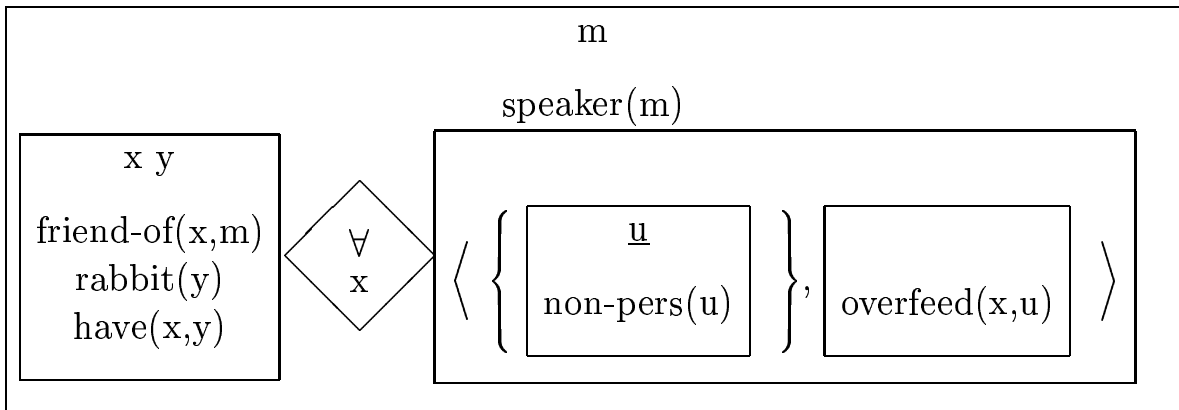 m
speaker(m)
x y
friend-of(x,m)
rabbit(y)
have(x,y)
∀
x
⟨ { u
non-pers(u) } , overfeed(x,u) ⟩